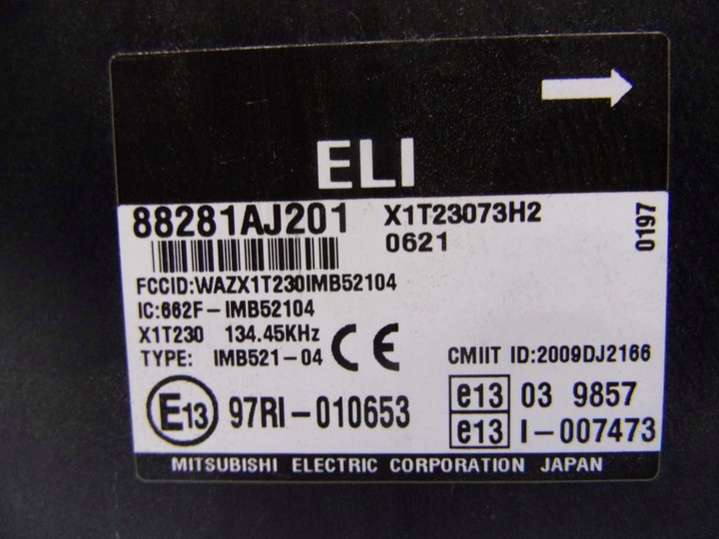 ELI
88281AJ201 X1T23073H2
0621
0197
FCCID:WAZX1T230IMB52104
IC:662F-IMB52104
X1T230 134.45KHz
TYPE: IMB521-04 CE CMIIT ID:2009DJ2166
E13 97RI-010653 e13 03 9857
e13 I-007473
MITSUBISHI ELECTRIC CORPORATION JAPAN